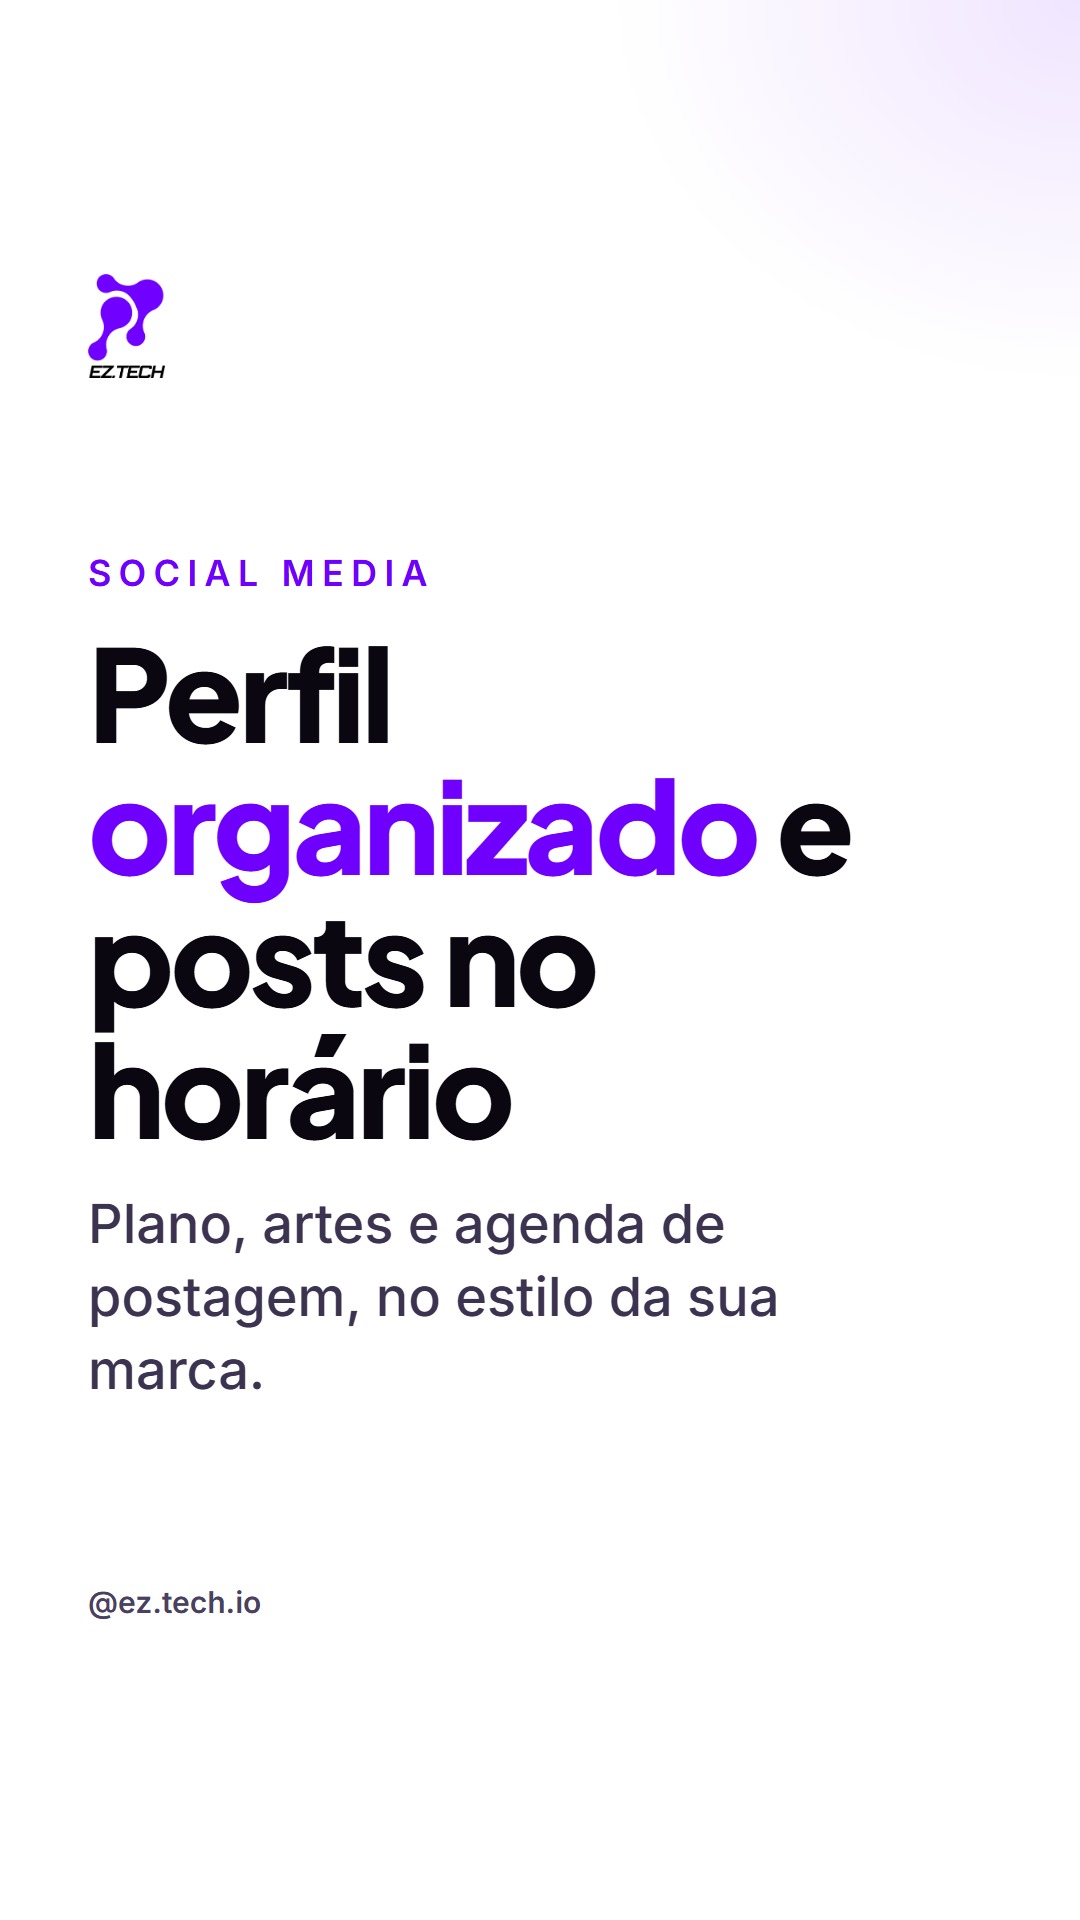 EZ.TECH
SOCIAL MEDIA
Perfil
organizado e
posts no
horário
Plano, artes e agenda de
postagem, no estilo da sua
marca.
@ez.tech.io